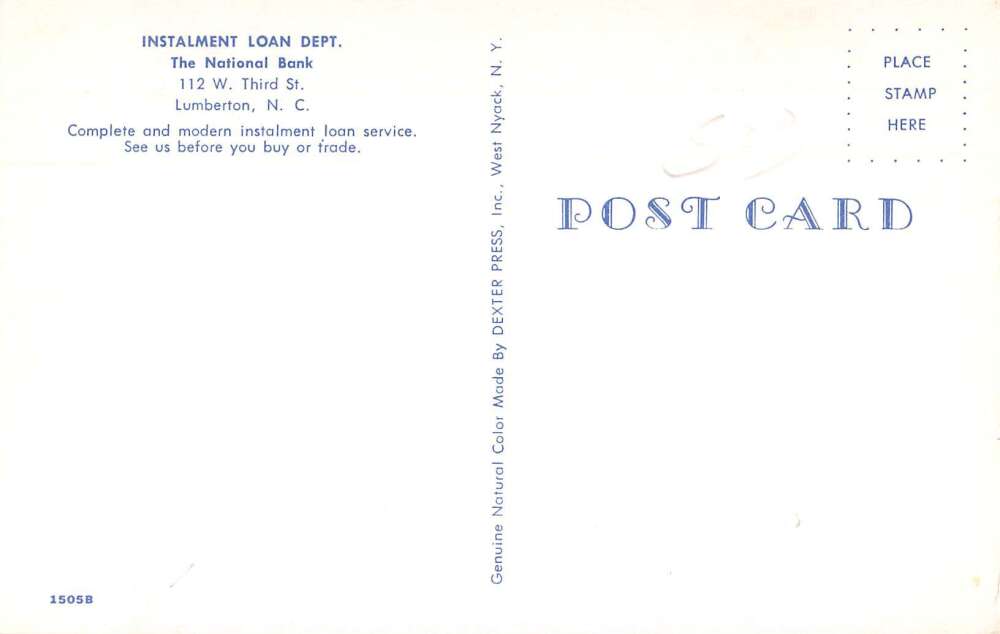 INSTALMENT LOAN DEPT.
The National Bank
112 W. Third St.
Lumberton, N. C.
Complete and modern instalment loan service.
See us before you buy or trade.
1505B
Genuine Natural Color Made By DEXTER PRESS, Inc., West Nyack, N. Y.
PLACE
STAMP
HERE
POST CARD